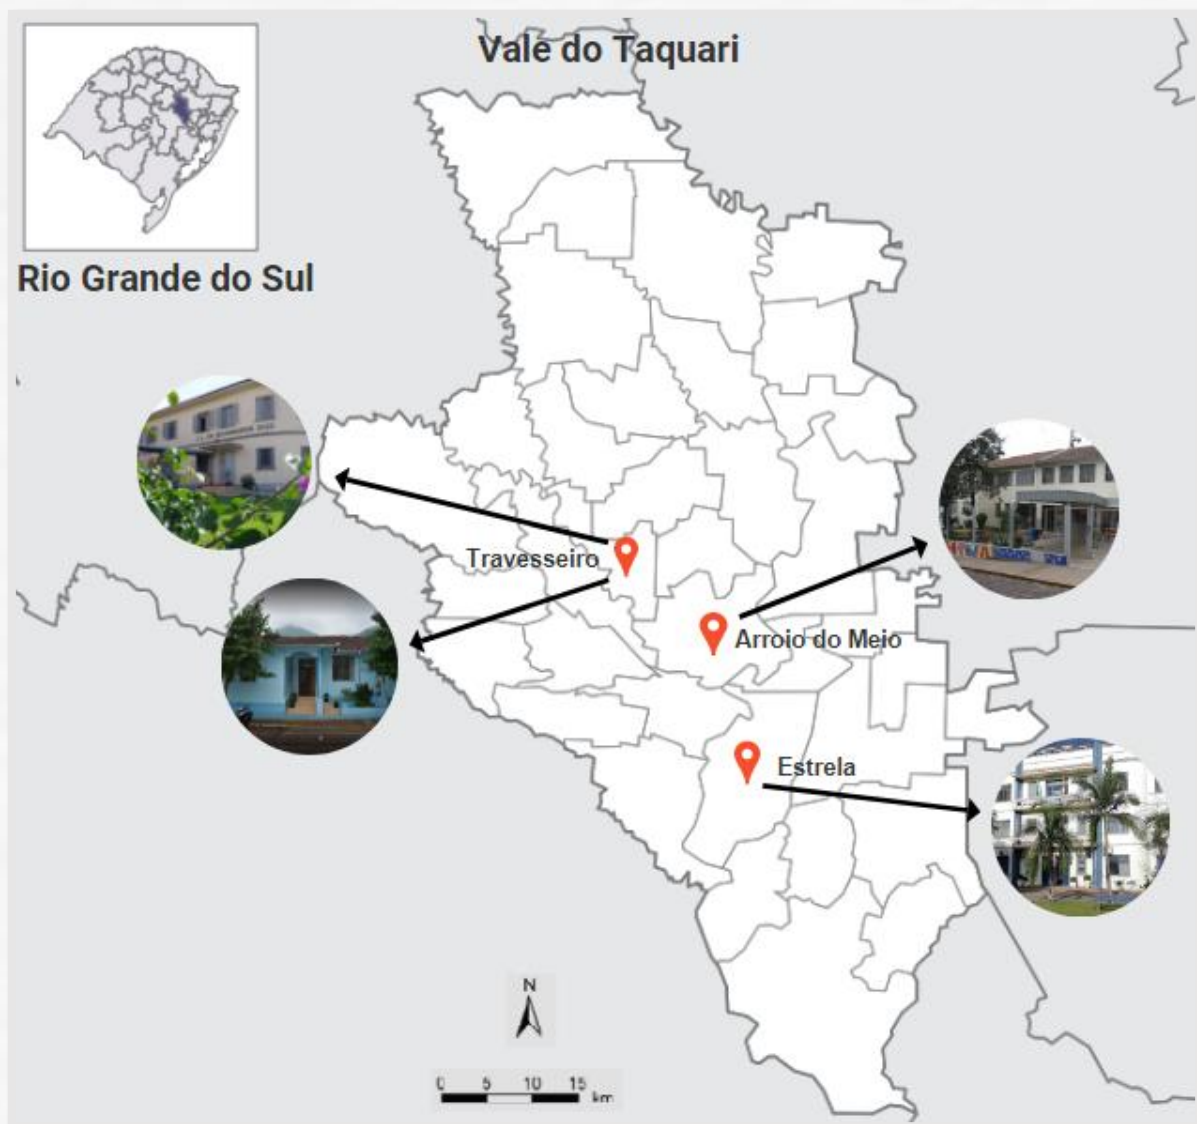 Vale do Taquari
Rio Grande do Sul
Travesseiro
Arroio do Meio
Estrela
N
0 5 10 15
km